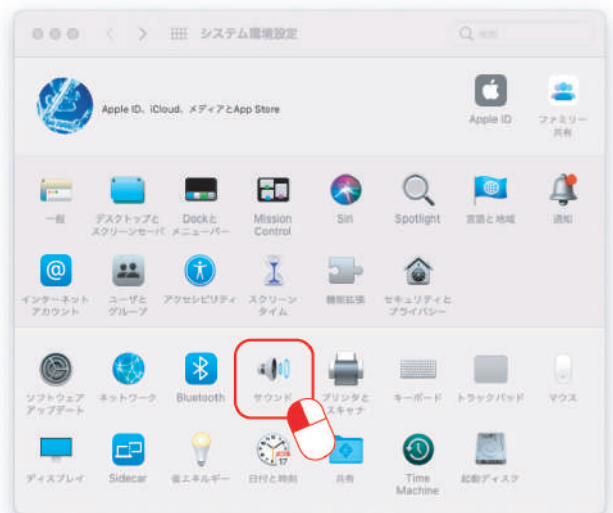 システム環境設定
検索
Apple ID、iCloud、メディアとApp Store
Apple ID
ファミリー
共有
一般
デスクトップと
スクリーンセーバ
Dockと
メニューバー
Mission
Control
Siri
Spotlight
言語と地域
通知
インターネット
アカウント
ユーザと
グループ
アクセシビリティ
スクリーン
タイム
機能拡張
セキュリティと
プライバシー
ソフトウェア
アップデート
ネットワーク
Bluetooth
サウンド
プリンタと
スキャナ
キーボード
トラックパッド
マウス
ディスプレイ
Sidecar
省エネルギー
日付と時刻
共有
Time
Machine
起動ディスク
17